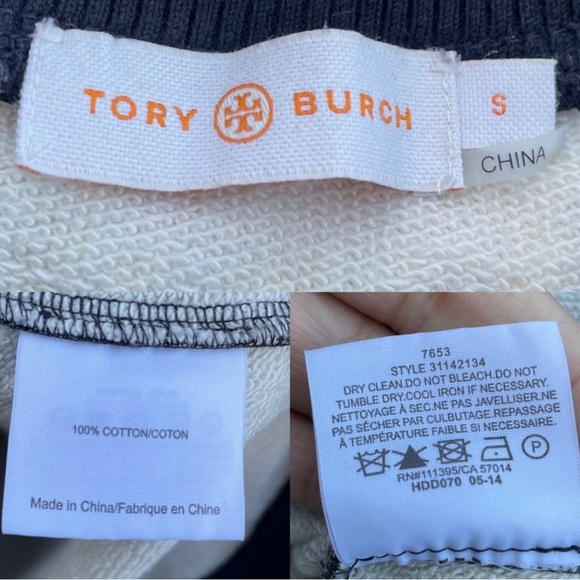 TORY BURCH
S
CHINA
100% COTTON/COTON
Made in China/Fabrique en Chine
7653
STYLE 31142134
DRY CLEAN.DO NOT BLEACH.DO NOT
TUMBLE DRY.COOL IRON IF NECESSARY.
NETTOYAGE À SEC.NE PAS JAVELLISER.NE
PAS SÉCHER PAR CULBUTAGE.REPASSAGE
À TEMPÉRATURE FAIBLE SI NECESSARY.
P
RN#111395/CA 57014
HDD070 05-14